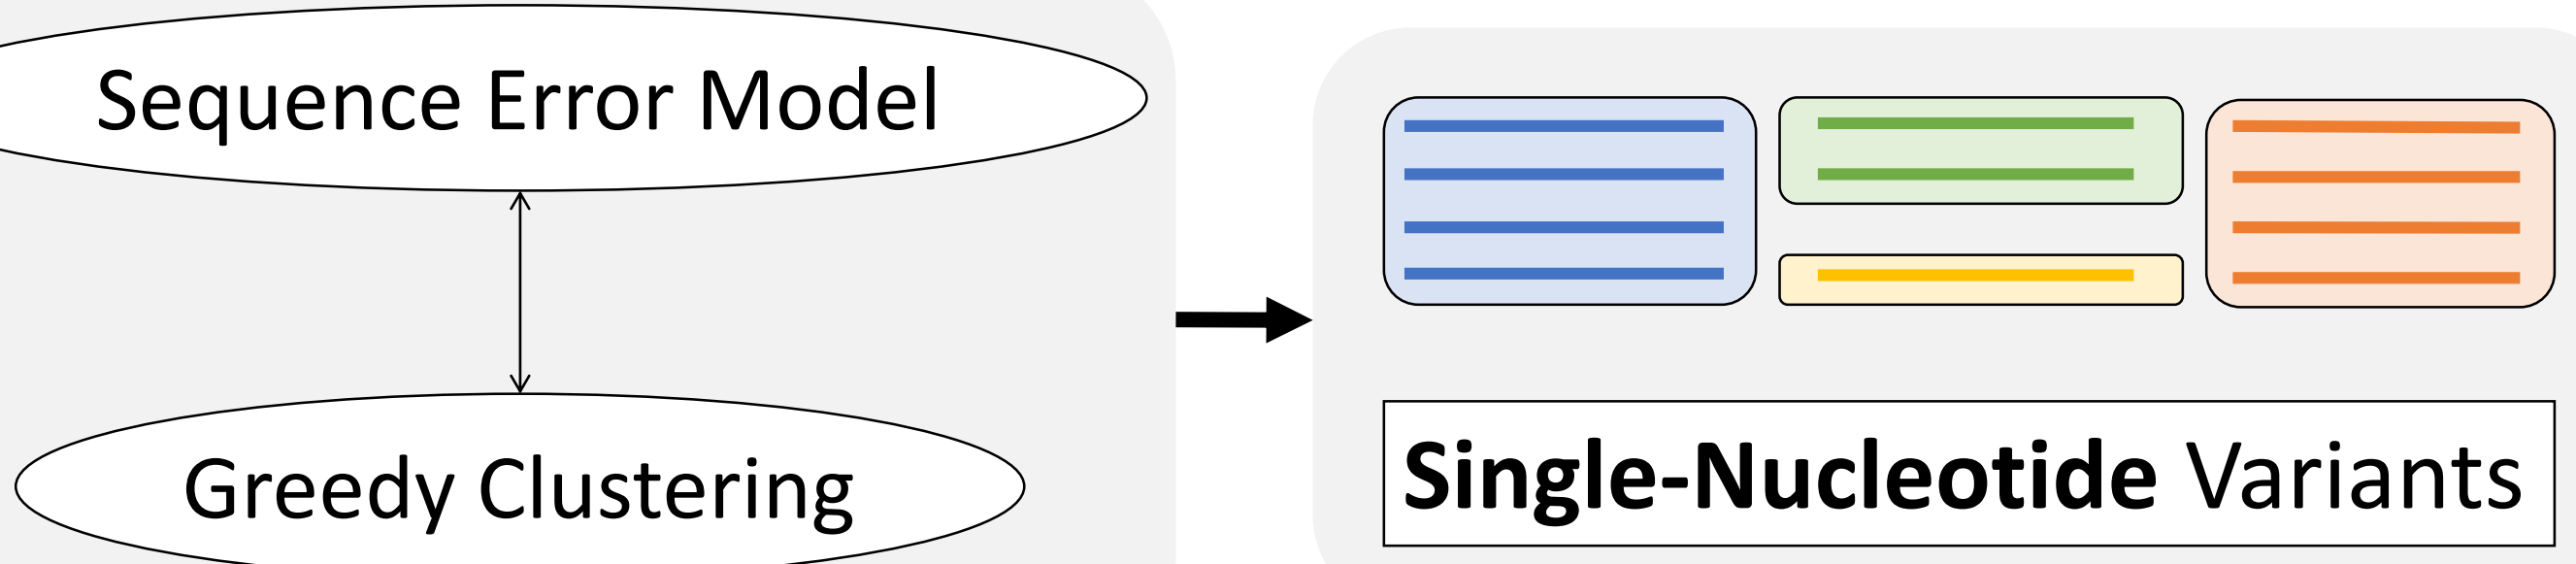 Sequence Error Model
Greedy Clustering
Single-Nucleotide Variants